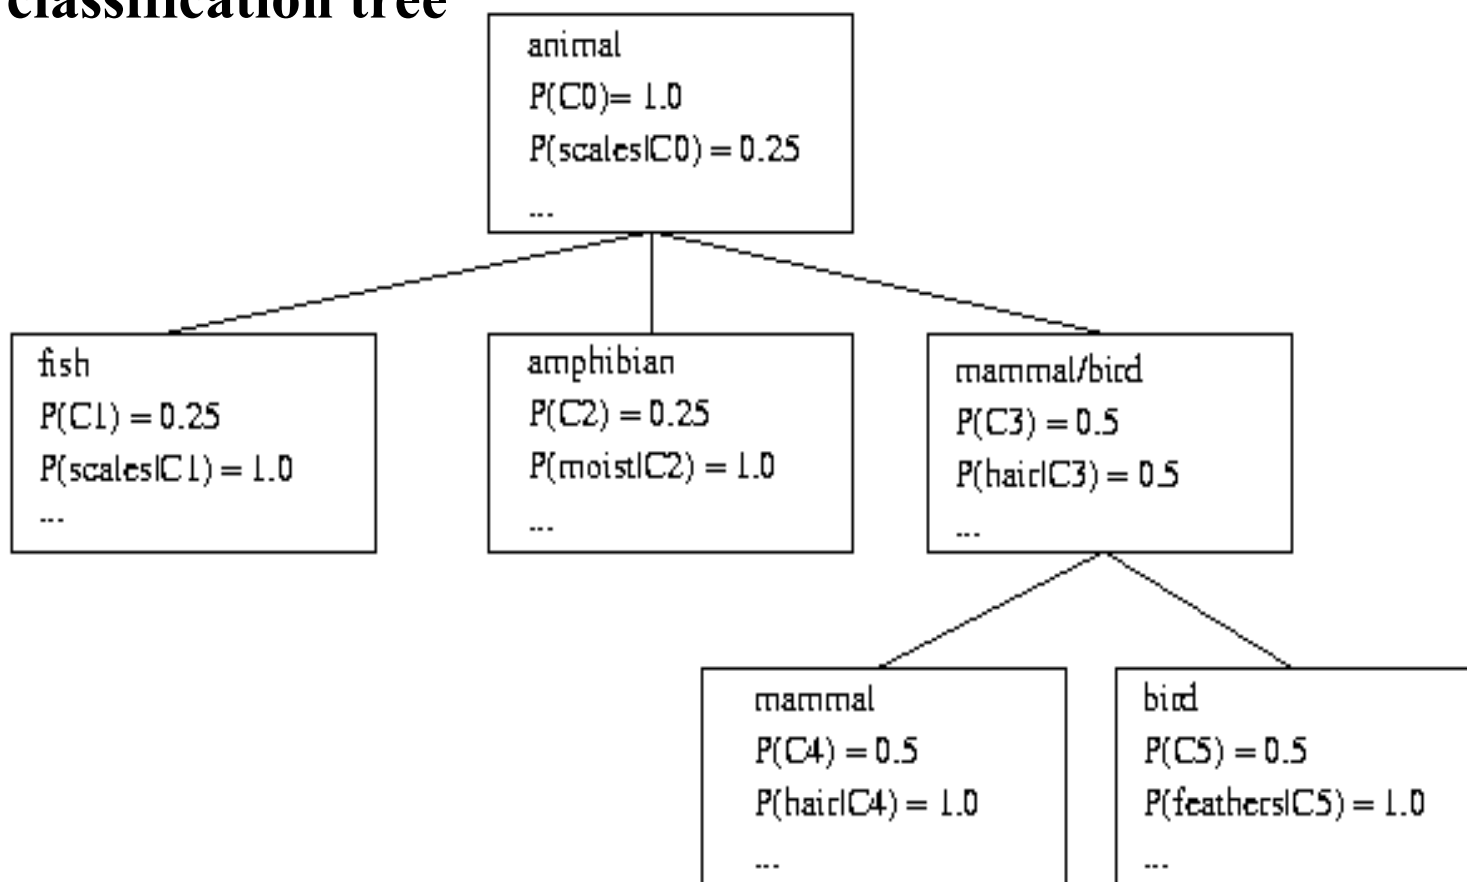 classification tree
animal
P(C0)= 1.0
P(scales|C0) = 0.25
...
fish
P(C1) = 0.25
P(scales|C1) = 1.0
...
amphibian
P(C2) = 0.25
P(moist|C2) = 1.0
...
mammal/bird
P(C3) = 0.5
P(hair|C3) = 0.5
...
mammal
P(C4) = 0.5
P(hair|C4) = 1.0
...
bird
P(C5) = 0.5
P(feathers|C5) = 1.0
...